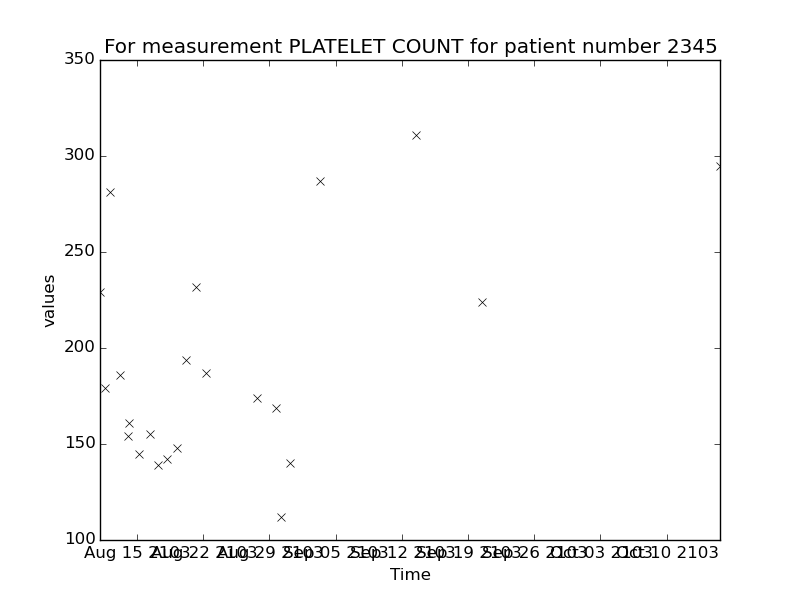 For measurement PLATELET COUNT for patient number 2345
350
300
250
200
150
100
values
Aug 15 2103 Aug 22 2103 Aug 29 2103 Sep 05 2103 Sep 12 2103 Sep 19 2103 Sep 26 2103 Oct 03 2103 Oct 10 2103
Time